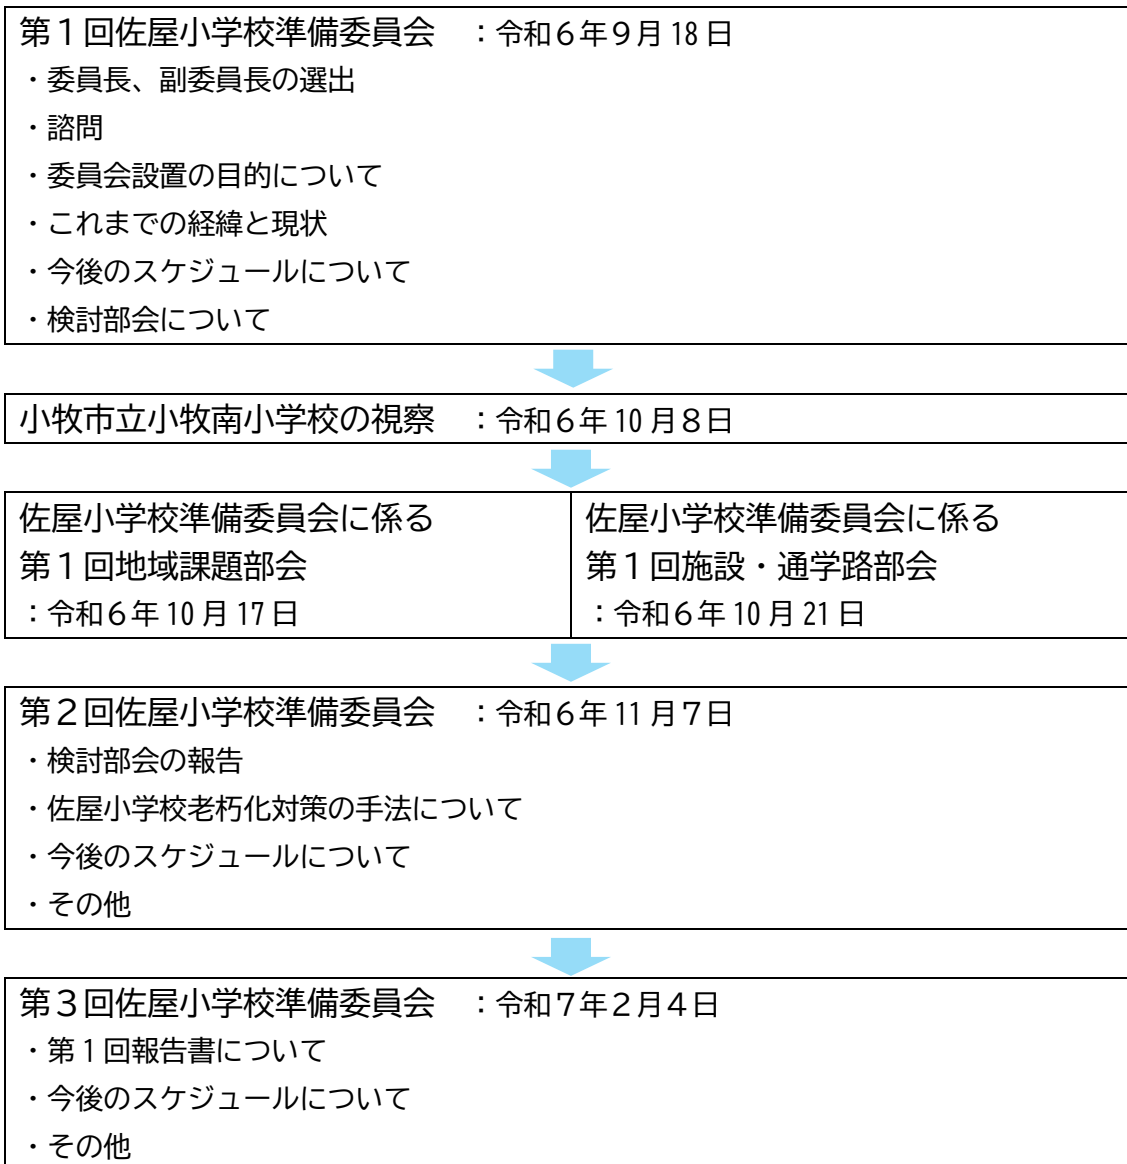 第１回佐屋小学校準備委員会　：令和６年９月 18 日
・委員長、副委員長の選出
・諮問
・委員会設置の目的について
・これまでの経緯と現状
・今後のスケジュールについて
・検討部会について
小牧市立小牧南小学校の視察　：令和６年 10 月８日
佐屋小学校準備委員会に係る
第１回地域課題部会
：令和６年 10 月 17 日
佐屋小学校準備委員会に係る
第１回施設・通学路部会
：令和６年 10 月 21 日
第２回佐屋小学校準備委員会　：令和６年 11 月７日
・検討部会の報告
・佐屋小学校老朽化対策の手法について
・今後のスケジュールについて
・その他
第３回佐屋小学校準備委員会　：令和７年２月４日
・第１回報告書について
・今後のスケジュールについて
・その他